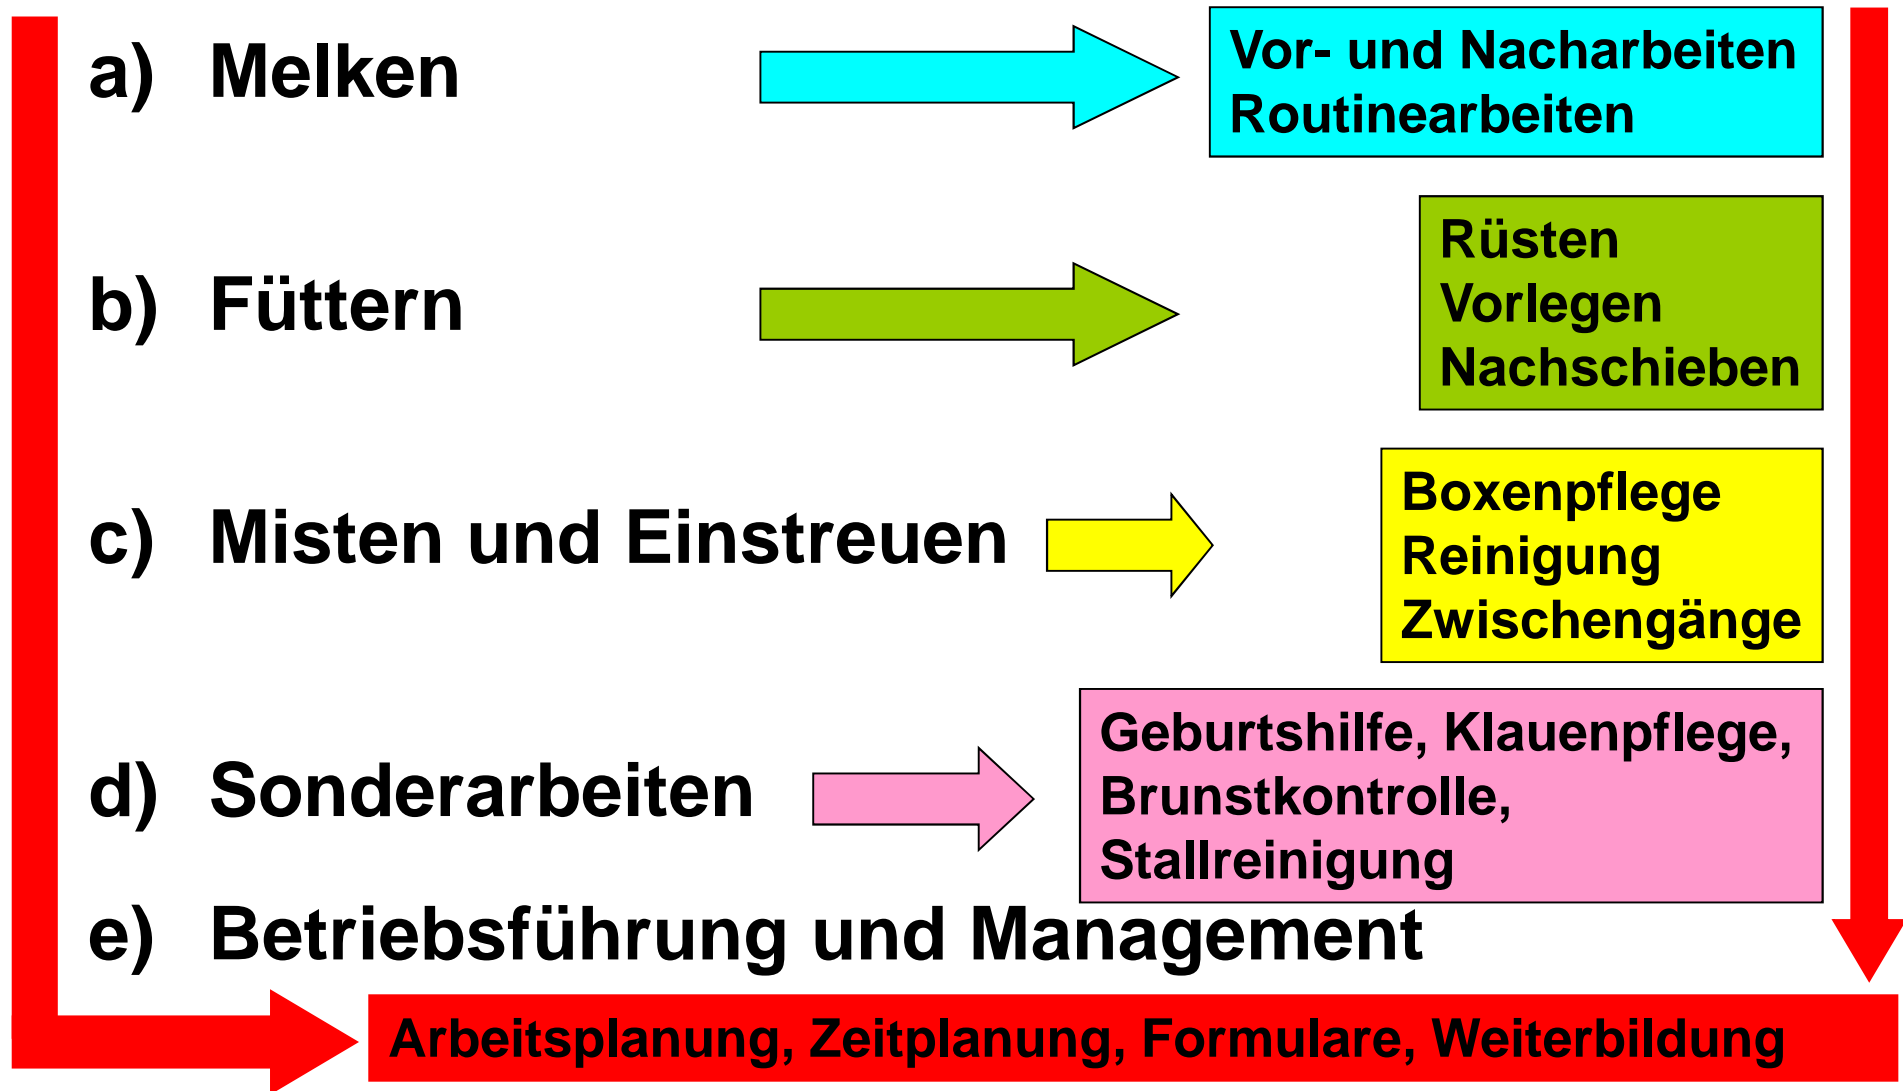 a) Melken
Vor- und Nacharbeiten
Routinearbeiten
b) Füttern
Rüsten
Vorlegen
Nachschieben
c) Misten und Einstreuen
Boxenpflege
Reinigung
Zwischengänge
d) Sonderarbeiten
Geburtshilfe, Klauenpflege,
Brunstkontrolle,
Stallreinigung
e) Betriebsführung und Management
Arbeitsplanung, Zeitplanung, Formulare, Weiterbildung